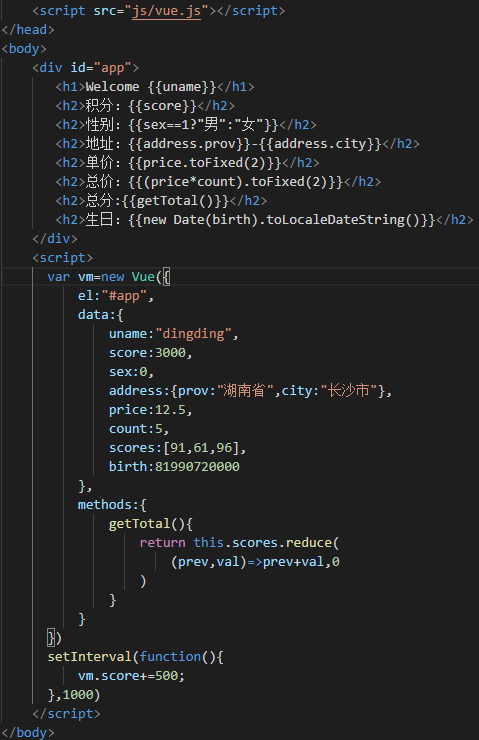 <script src="js/vue.js"></script>
</head>
<body>
<div id="app">
<h1>Welcome {{uname}}</h1>
<h2>积分：{{score}}</h2>
<h2>性别：{{sex==1?"男":"女"}}</h2>
<h2>地址：{{address.prov}}-{{address.city}}</h2>
<h2>单价：{{price.toFixed(2)}}</h2>
<h2>总价：{{(price*count).toFixed(2)}}</h2>
<h2>总分:{{getTotal()}}</h2>
<h2>生日：{{new Date(birth).toLocaleDateString()}}</h2>
</div>
<script>
var vm=new Vue({
el:"#app",
data:{
uname:"dingding",
score:3000,
sex:0,
address:{prov:"湖南省",city:"长沙市"},
price:12.5,
count:5,
scores:[91,61,96],
birth:81990720000
},
methods:{
getTotal(){
return this.scores.reduce(
(prev,val)=>prev+val,0
)
}
}
})
setInterval(function(){
vm.score+=500;
},1000)
</script>
</body>